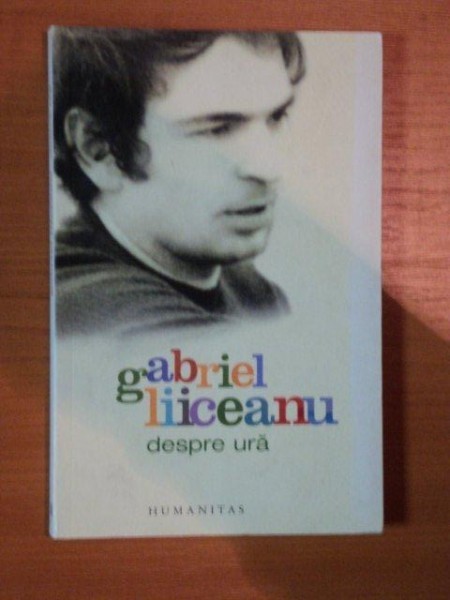 gabriel
liiceanu
despre ură
HUMANITAS